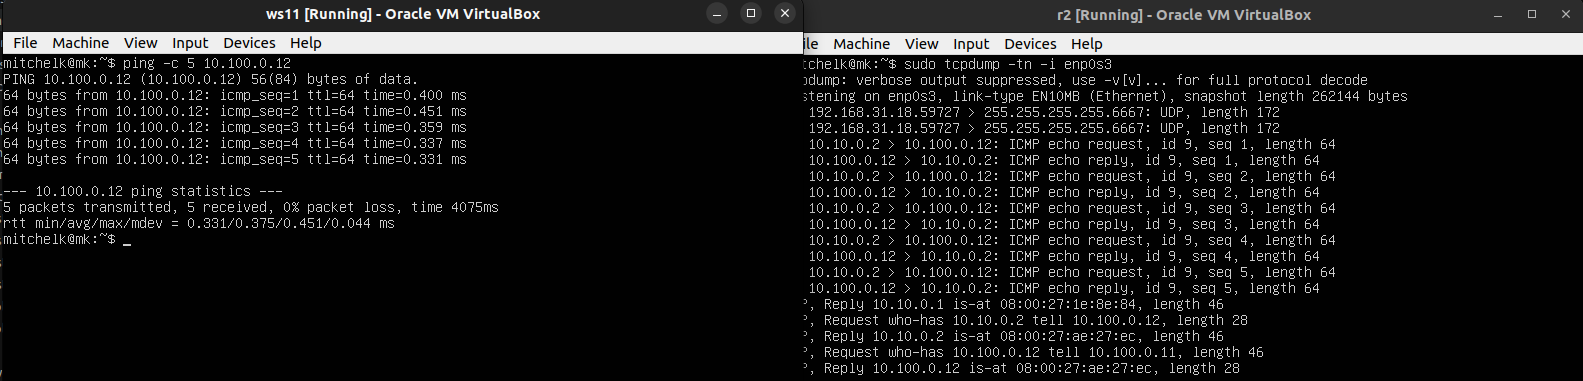 ws11 [Running] - Oracle VM VirtualBox
File Machine View Input Devices Help
mitchelk@mk:~$ ping -c 5 10.100.0.12
PING 10.100.0.12 (10.100.0.12) 56(84) bytes of data.
64 bytes from 10.100.0.12: icmp_seq=1 ttl=64 time=0.400 ms
64 bytes from 10.100.0.12: icmp_seq=2 ttl=64 time=0.451 ms
64 bytes from 10.100.0.12: icmp_seq=3 ttl=64 time=0.359 ms
64 bytes from 10.100.0.12: icmp_seq=4 ttl=64 time=0.337 ms
64 bytes from 10.100.0.12: icmp_seq=5 ttl=64 time=0.331 ms
--- 10.100.0.12 ping statistics ---
5 packets transmitted, 5 received, 0% packet loss, time 4075ms
rtt min/avg/max/mdev = 0.331/0.375/0.451/0.044 ms
mitchelk@mk:~$ _
r2 [Running] - Oracle VM VirtualBox
ile Machine View Input Devices Help
tchelk@mk:~$ sudo tcpdump -tn -i enp0s3
pdump: verbose output suppressed, use -v[v]... for full protocol decode
stening on enp0s3, link-type EN10MB (Ethernet), snapshot length 262144 bytes
192.168.31.18.59727 > 255.255.255.255.6667: UDP, length 172
192.168.31.18.59727 > 255.255.255.255.6667: UDP, length 172
10.10.0.2 > 10.100.0.12: ICMP echo request, id 9, seq 1, length 64
10.100.0.12 > 10.10.0.2: ICMP echo reply, id 9, seq 1, length 64
10.10.0.2 > 10.100.0.12: ICMP echo request, id 9, seq 2, length 64
10.100.0.12 > 10.10.0.2: ICMP echo reply, id 9, seq 2, length 64
10.10.0.2 > 10.100.0.12: ICMP echo request, id 9, seq 3, length 64
10.100.0.12 > 10.10.0.2: ICMP echo reply, id 9, seq 3, length 64
10.10.0.2 > 10.100.0.12: ICMP echo request, id 9, seq 4, length 64
10.100.0.12 > 10.10.0.2: ICMP echo reply, id 9, seq 4, length 64
10.10.0.2 > 10.100.0.12: ICMP echo request, id 9, seq 5, length 64
10.100.0.12 > 10.10.0.2: ICMP echo reply, id 9, seq 5, length 64
P, Reply 10.10.0.1 is-at 08:00:27:1e:8e:84, length 46
P, Request who-has 10.10.0.2 tell 10.100.0.12, length 28
P, Reply 10.10.0.2 is-at 08:00:27:ae:27:ec, length 46
P, Request who-has 10.100.0.12 tell 10.100.0.11, length 46
P, Reply 10.100.0.12 is-at 08:00:27:ae:27:ec, length 28